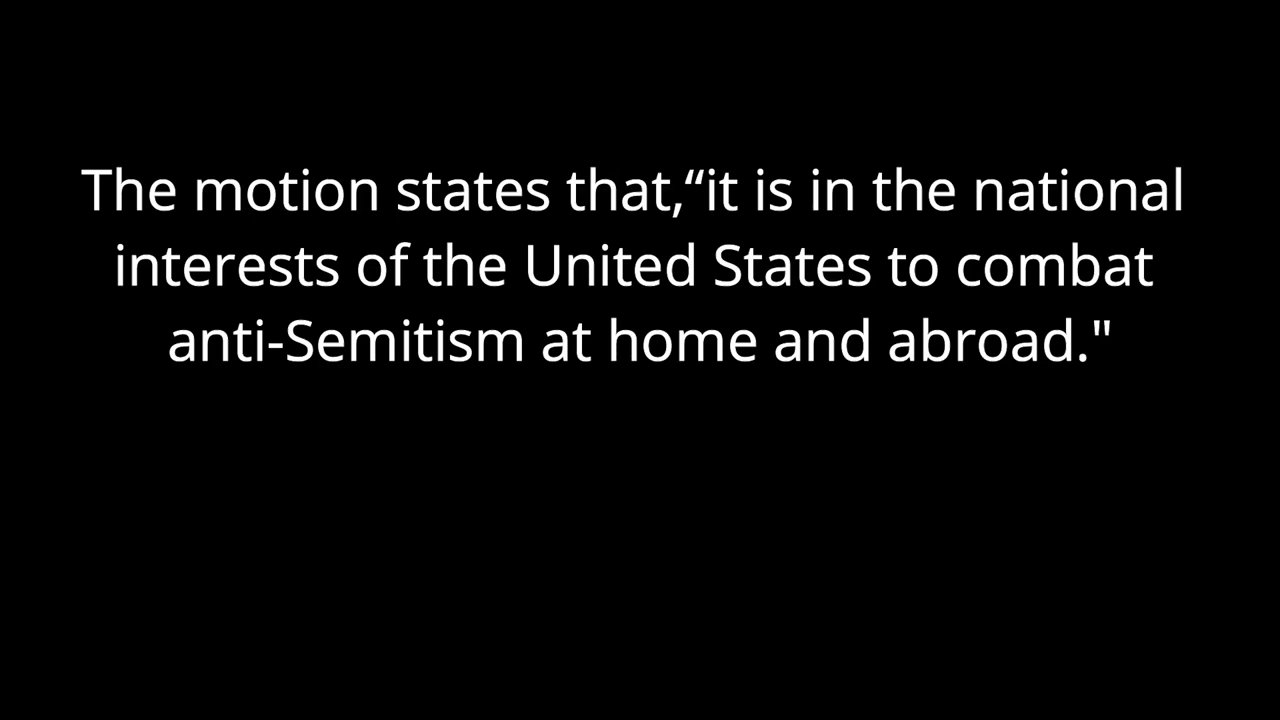 The motion states that,“it is in the national
interests of the United States to combat
anti-Semitism at home and abroad."